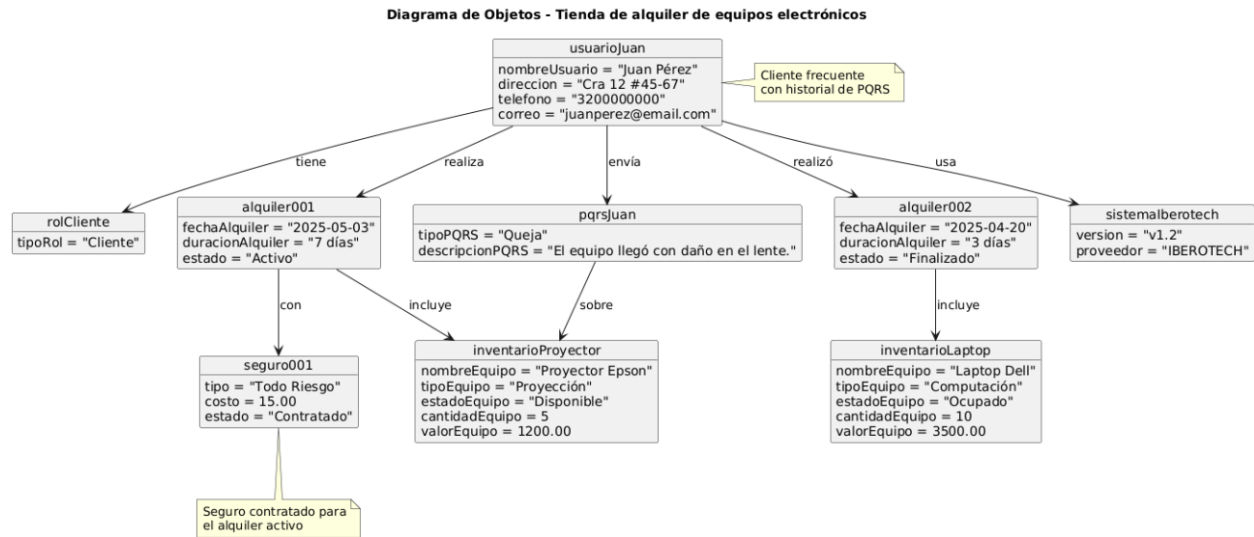 Diagrama de Objetos - Tienda de alquiler de equipos electrónicos
usuarioJuan
nombreUsuario = "Juan Pérez"
direccion = "Cra 12 #45-67"
telefono = "3200000000"
correo = "juanperez@email.com"
Cliente frecuente
con historial de PQRS
tiene
realiza
envía
realizó
usa
rolCliente
tipoRol = "Cliente"
alquiler001
fechaAlquiler = "2025-05-03"
duracionAlquiler = "7 días"
estado = "Activo"
pqrsJuan
tipoPQRS = "Queja"
descripcionPQRS = "El equipo llegó con daño en el lente."
alquiler002
fechaAlquiler = "2025-04-20"
duracionAlquiler = "3 días"
estado = "Finalizado"
sistemaIberotech
version = "v1.2"
proveedor = "IBEROTECH"
con
incluye
sobre
incluye
seguro001
tipo = "Todo Riesgo"
costo = 15.00
estado = "Contratado"
inventarioProyector
nombreEquipo = "Proyector Epson"
tipoEquipo = "Proyección"
estadoEquipo = "Disponible"
cantidadEquipo = 5
valorEquipo = 1200.00
inventarioLaptop
nombreEquipo = "Laptop Dell"
tipoEquipo = "Computación"
estadoEquipo = "Ocupado"
cantidadEquipo = 10
valorEquipo = 3500.00
Seguro contratado para
el alquiler activo